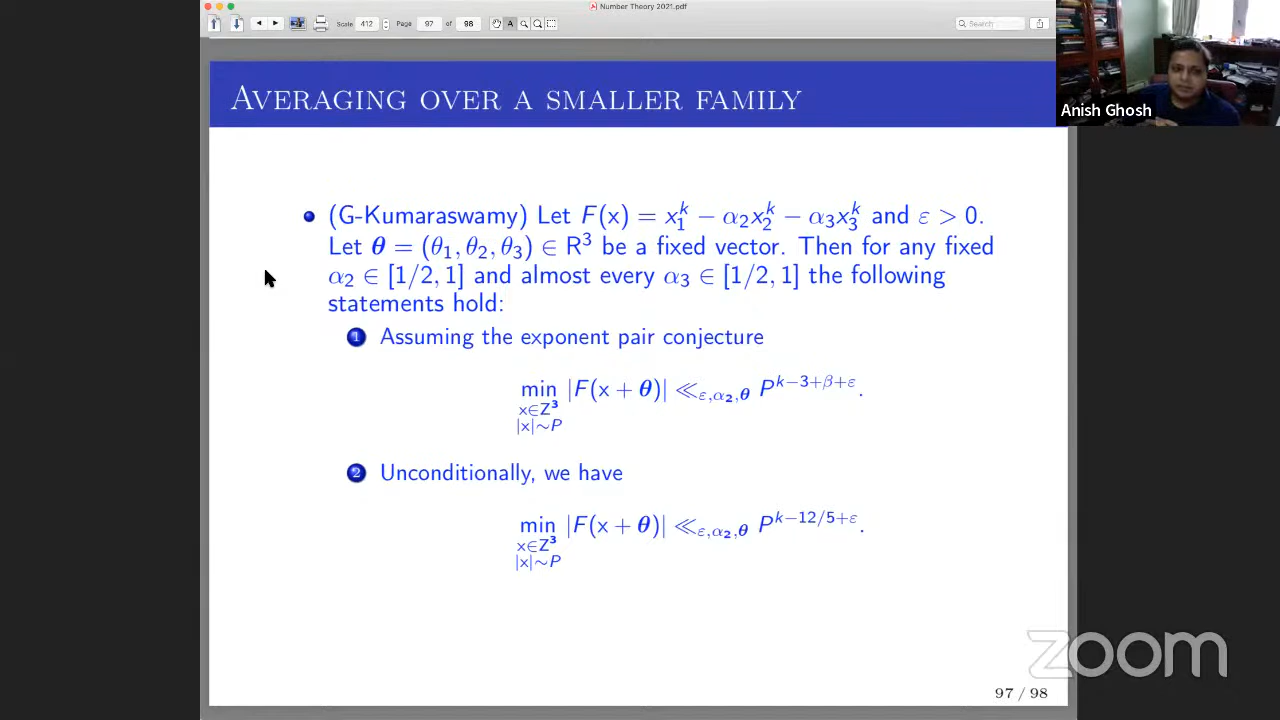 Number Theory 2021.pdf
Scale 412 Page 97 of 98 Search
Anish Ghosh
AVERAGING OVER A SMALLER FAMILY
(G-Kumaraswamy) Let F(x) = x₁ᵏ − α₂x₂ᵏ − α₃x₃ᵏ and ε > 0.
Let θ = (θ₁, θ₂, θ₃) ∈ R³ be a fixed vector. Then for any fixed
α₂ ∈ [1/2, 1] and almost every α₃ ∈ [1/2, 1] the following
statements hold:
1 Assuming the exponent pair conjecture
min |F(x + θ)| ≪_{ε,α₂,θ} P^{k−3+β+ε}.
x∈Z³
|x|∼P
2 Unconditionally, we have
min |F(x + θ)| ≪_{ε,α₂,θ} P^{k−12/5+ε}.
x∈Z³
|x|∼P
zoom
97 / 98